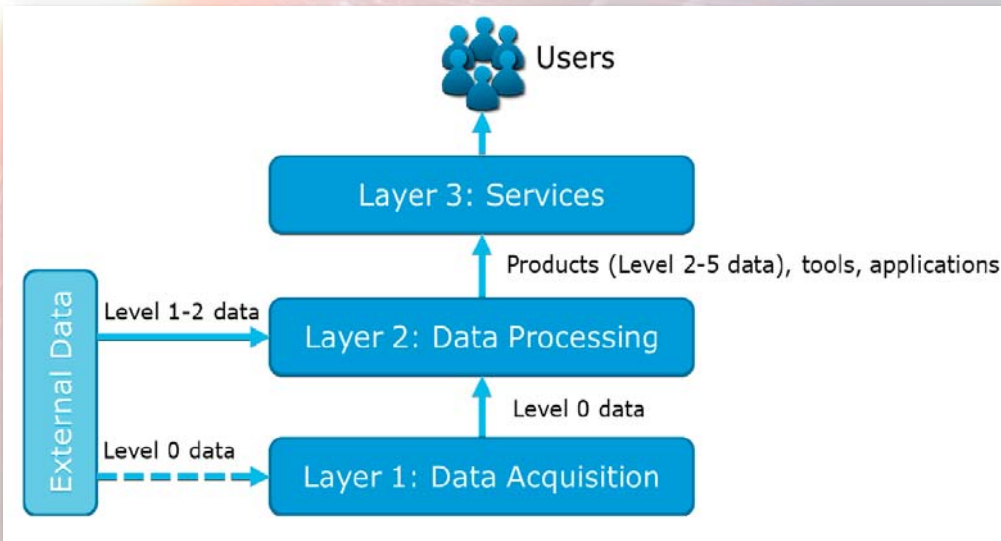 Users
Layer 3: Services
Products (Level 2-5 data), tools, applications
External Data
Level 1-2 data
Layer 2: Data Processing
Level 0 data
Level 0 data
Layer 1: Data Acquisition